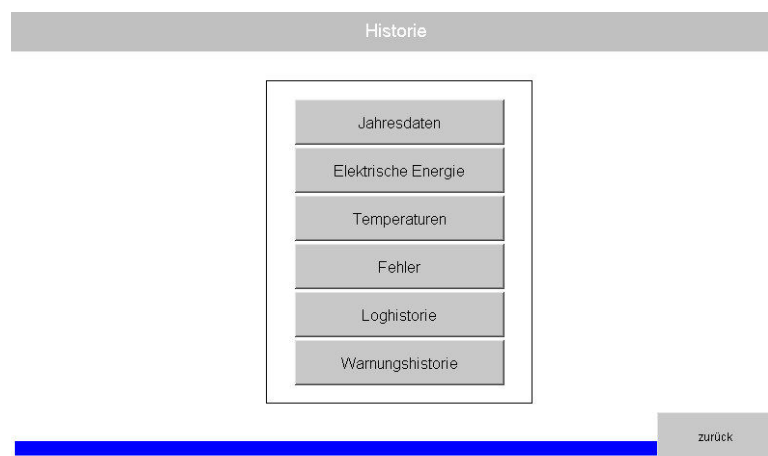 Historie
Jahresdaten
Elektrische Energie
Temperaturen
Fehler
Loghistorie
Warnungshistorie
zurück